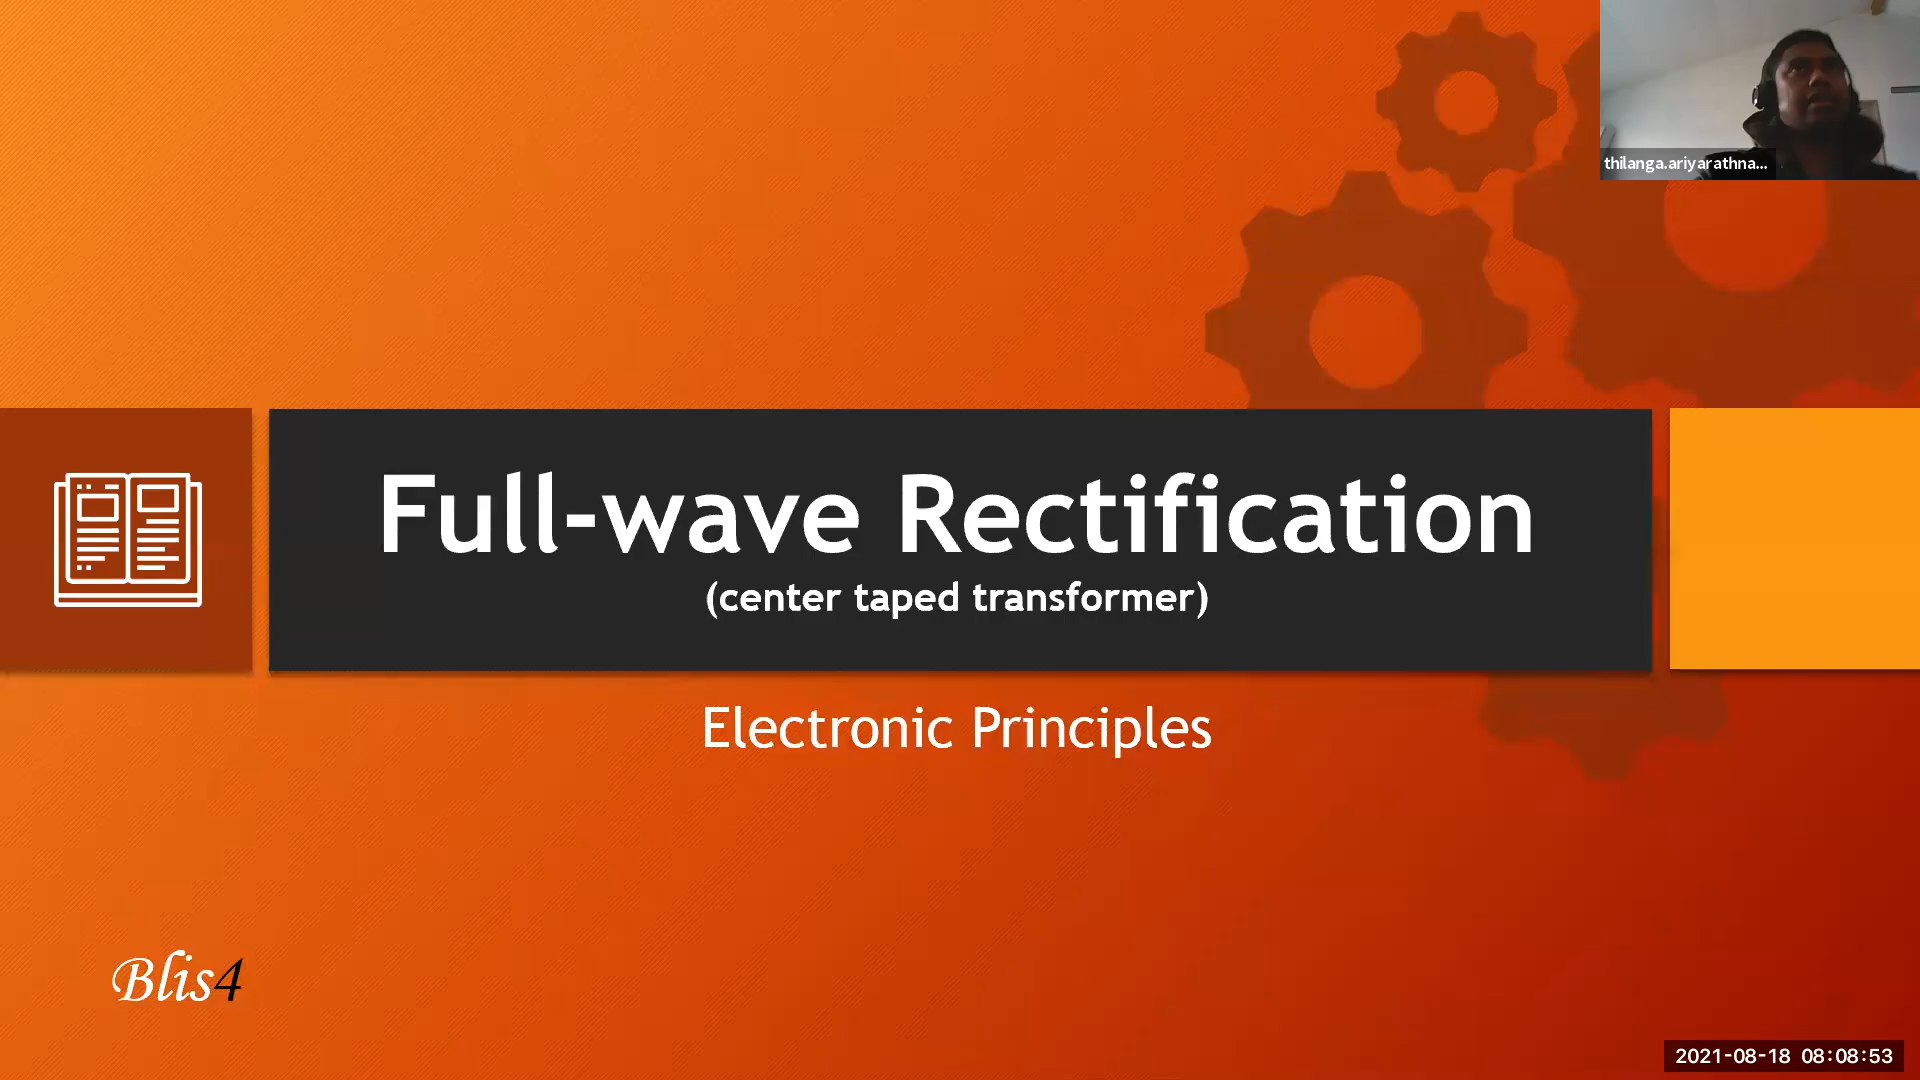 thilanga.ariyarathna...
Full-wave Rectification
(center taped transformer)
Electronic Principles
Blis4
2021-08-18 08:08:53